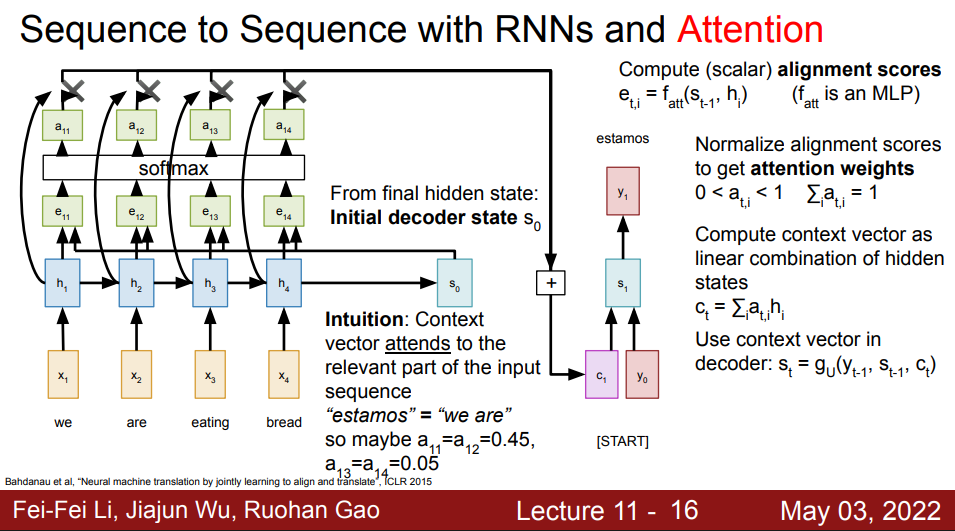 Sequence to Sequence with RNNs and Attention
Compute (scalar) alignment scores
e_t,i = f_att(s_t-1, h_i) (f_att is an MLP)
a_11 a_12 a_13 a_14
softmax
e_11 e_12 e_13 e_14
h_1 h_2 h_3 h_4 s_0
x_1 x_2 x_3 x_4
we are eating bread
From final hidden state:
Initial decoder state s_0
Intuition: Context
vector attends to the
relevant part of the input
sequence
“estamos” = “we are”
so maybe a_11=a_12=0.45,
a_13=a_14=0.05
+
estamos
y_1
s_1
c_1 y_0
[START]
Normalize alignment scores
to get attention weights
0 < a_t,i < 1 ∑_i a_t,i = 1
Compute context vector as
linear combination of hidden
states
c_t = ∑_i a_t,i h_i
Use context vector in
decoder: s_t = g_U(y_t-1, s_t-1, c_t)
Bahdanau et al, “Neural machine translation by jointly learning to align and translate”, ICLR 2015
Fei-Fei Li, Jiajun Wu, Ruohan Gao Lecture 11 - 16 May 03, 2022